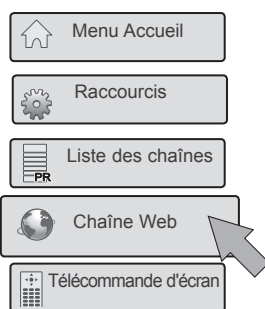 Menu Accueil
Raccourcis
Liste des chaînes
PR
Chaîne Web
Télécommande d'écran